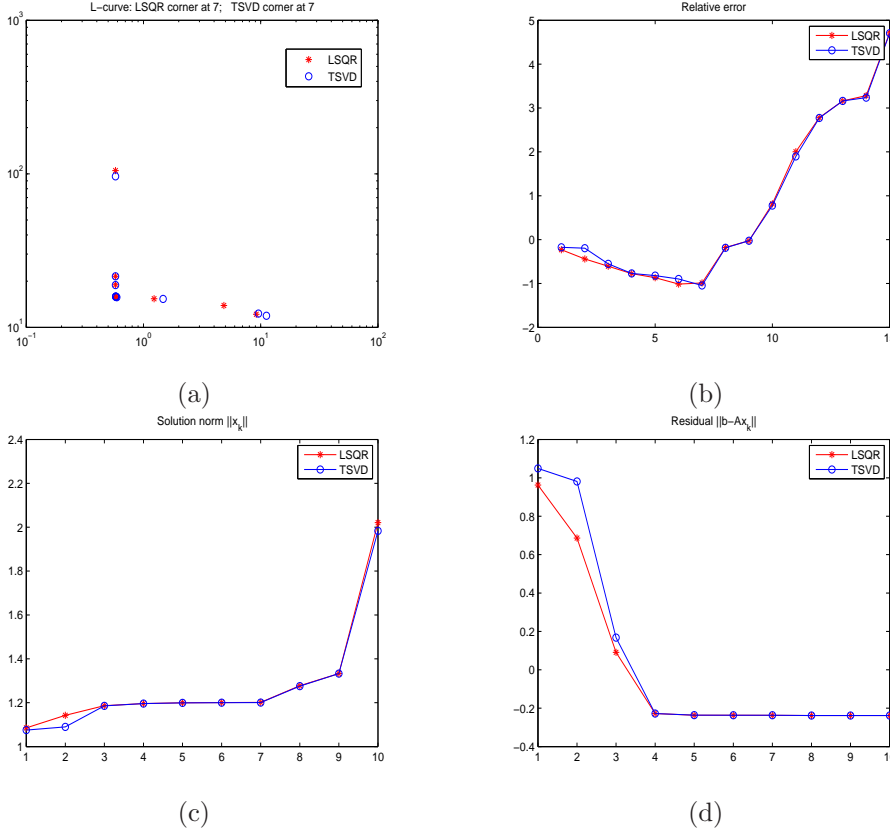 L−curve: LSQR corner at 7;   TSVD corner at 7
10^3
10^2
10^1
10^−1
10^0
10^1
10^2
LSQR
TSVD
(a)
Relative error
5
4
3
2
1
0
−1
−2
0
5
10
LSQR
TSVD
(b)
Solution norm ||x_k||
2.4
2.2
2
1.8
1.6
1.4
1.2
1
1 2 3 4 5 6 7 8 9 10
LSQR
TSVD
(c)
Residual ||b−Ax_k||
1.2
1
0.8
0.6
0.4
0.2
0
−0.2
−0.4
1 2 3 4 5 6 7 8 9
LSQR
TSVD
(d)